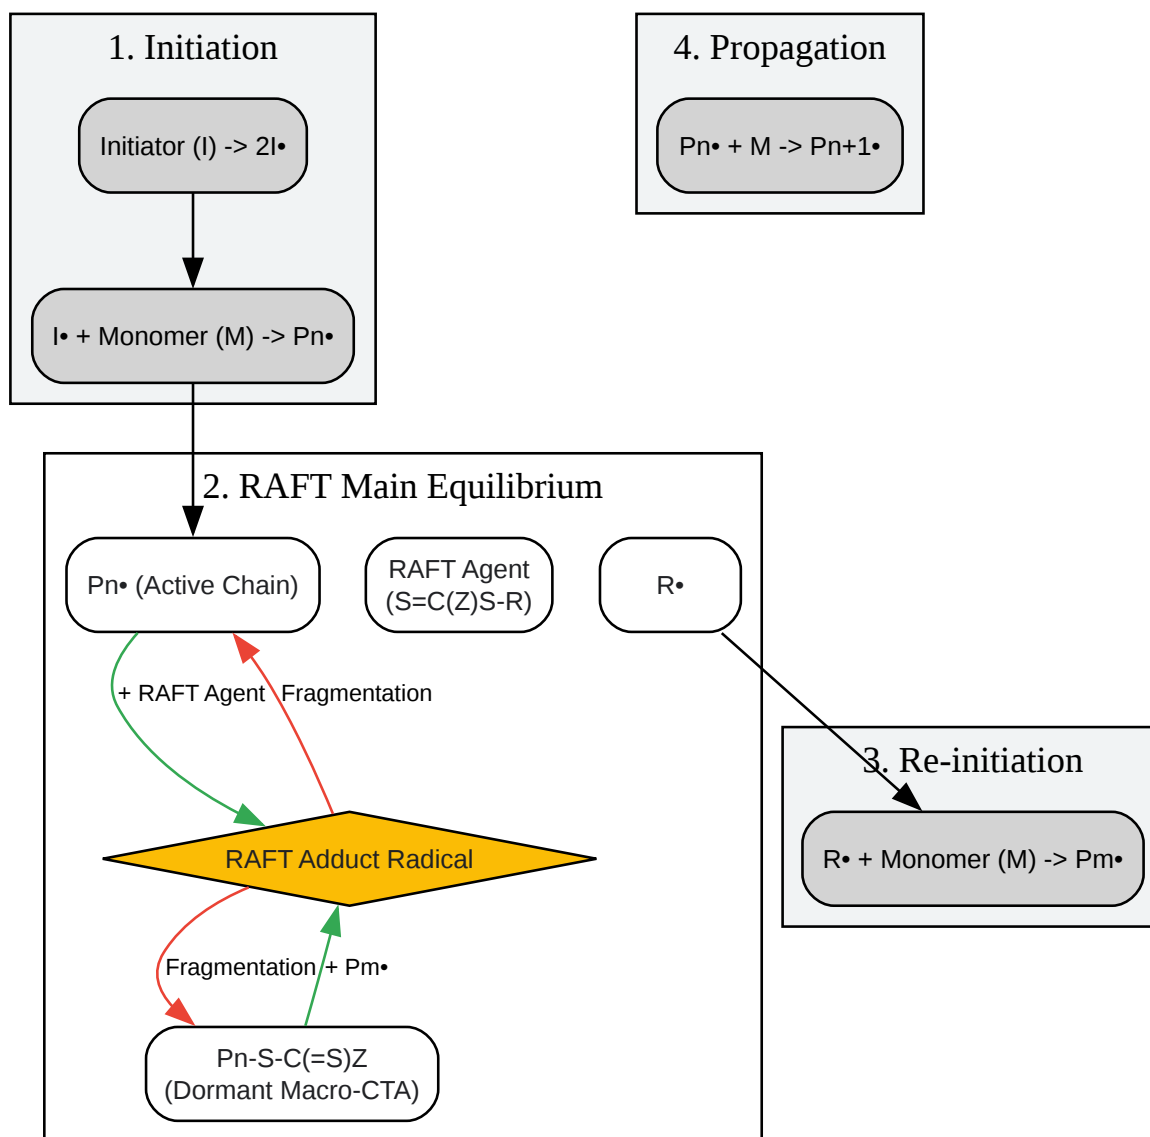 1. Initiation
Initiator (I) -> 2I•
I• + Monomer (M) -> Pn•
4. Propagation
Pn• + M -> Pn+1•
2. RAFT Main Equilibrium
Pn• (Active Chain)
RAFT Agent
(S=C(Z)S-R)
R•
+ RAFT Agent
Fragmentation
3. Re-initiation
R• + Monomer (M) -> Pm•
RAFT Adduct Radical
Fragmentation
+ Pm•
Pn-S-C(=S)Z
(Dormant Macro-CTA)